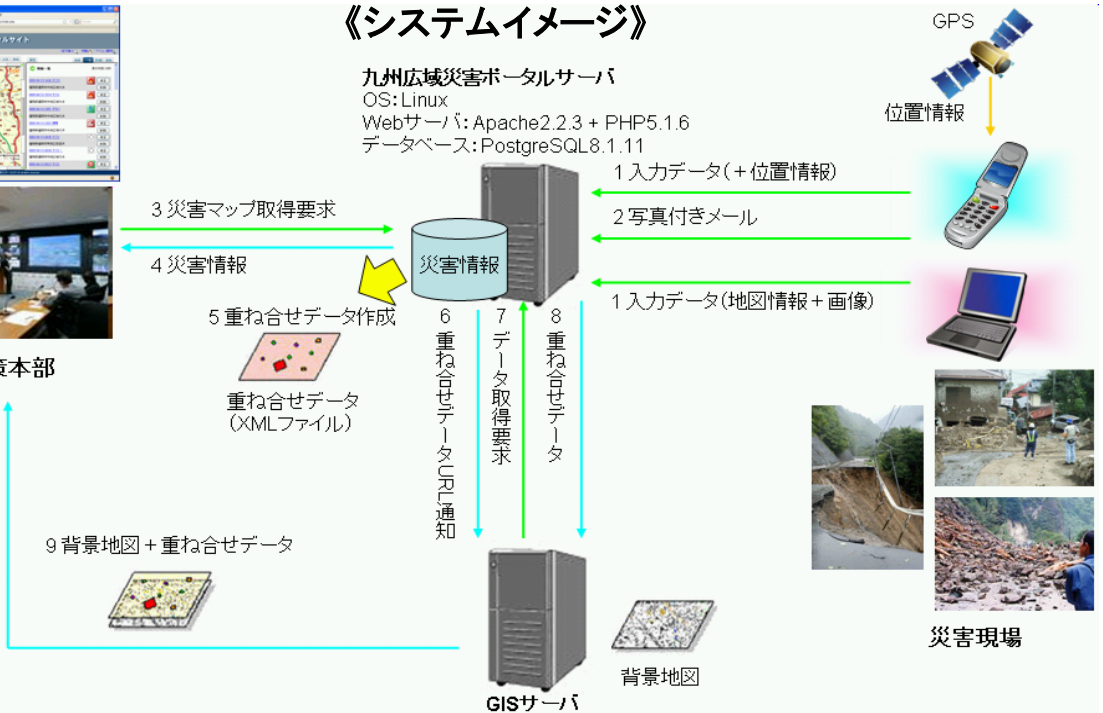 《システムイメージ》
GPS
位置情報
九州広域災害ポータルサーバ
OS:Linux
Webサーバ:Apache2.2.3 + PHP5.1.6
データベース:PostgreSQL8.1.11
ルサイト
1入力データ(+位置情報)
2写真付きメール
1入力データ(地図情報+画像)
3災害マップ取得要求
4災害情報
災害情報
5重ね合せデータ作成
重ね合せデータ
(XMLファイル)
6重ね合せデータURL通知
7データ取得要求
8重ね合せデータ
策本部
9背景地図+重ね合せデータ
背景地図
GISサーバ
災害現場